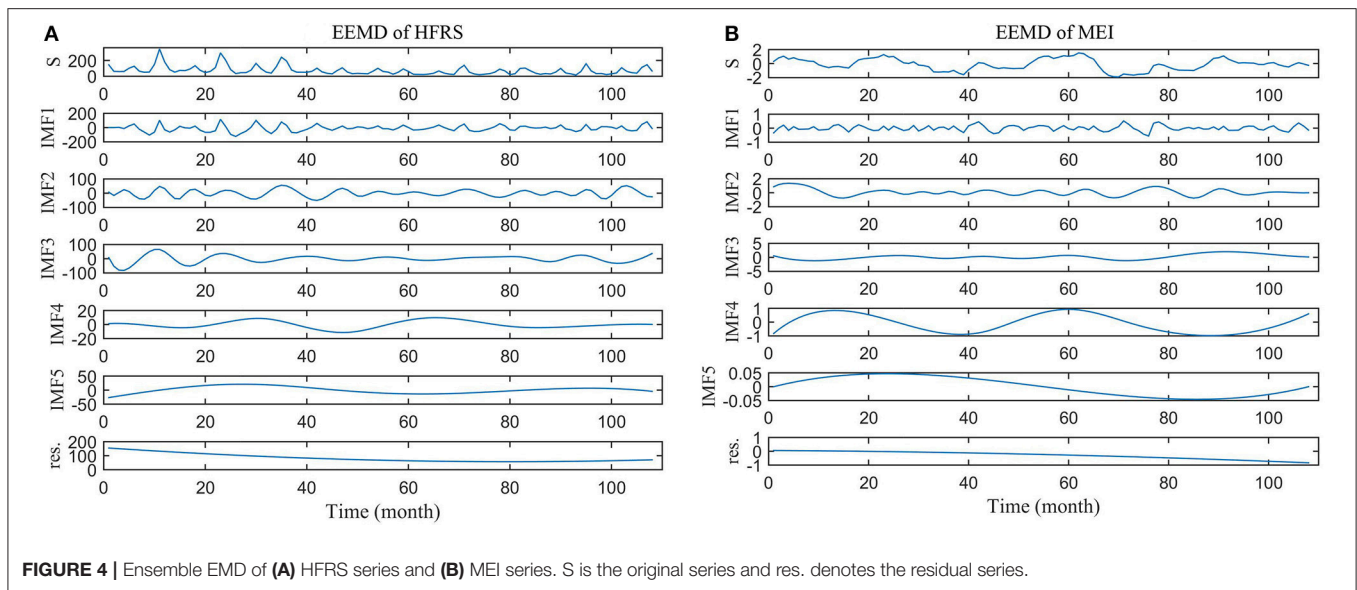 A
EEMD of HFRS
S
200
0
0 20 40 60 80 100
IMF1
200
0
-200
0 20 40 60 80 100
IMF2
100
0
-100
0 20 40 60 80 100
IMF3
100
0
-100
0 20 40 60 80 100
IMF4
20
0
-20
0 20 40 60 80 100
IMF5
50
0
-50
0 20 40 60 80 100
res.
200
100
0
0 20 40 60 80 100
Time (month)
B
EEMD of MEI
S
2
0
-2
0 20 40 60 80 100
IMF1
1
0
-1
0 20 40 60 80 100
IMF2
2
0
-2
0 20 40 60 80 100
IMF3
5
0
-5
0 20 40 60 80 100
IMF4
1
0
-1
0 20 40 60 80 100
IMF5
0.05
0
-0.05
0 20 40 60 80 100
res.
1
0
-1
0 20 40 60 80 100
Time (month)
FIGURE 4 | Ensemble EMD of (A) HFRS series and (B) MEI series. S is the original series and res. denotes the residual series.